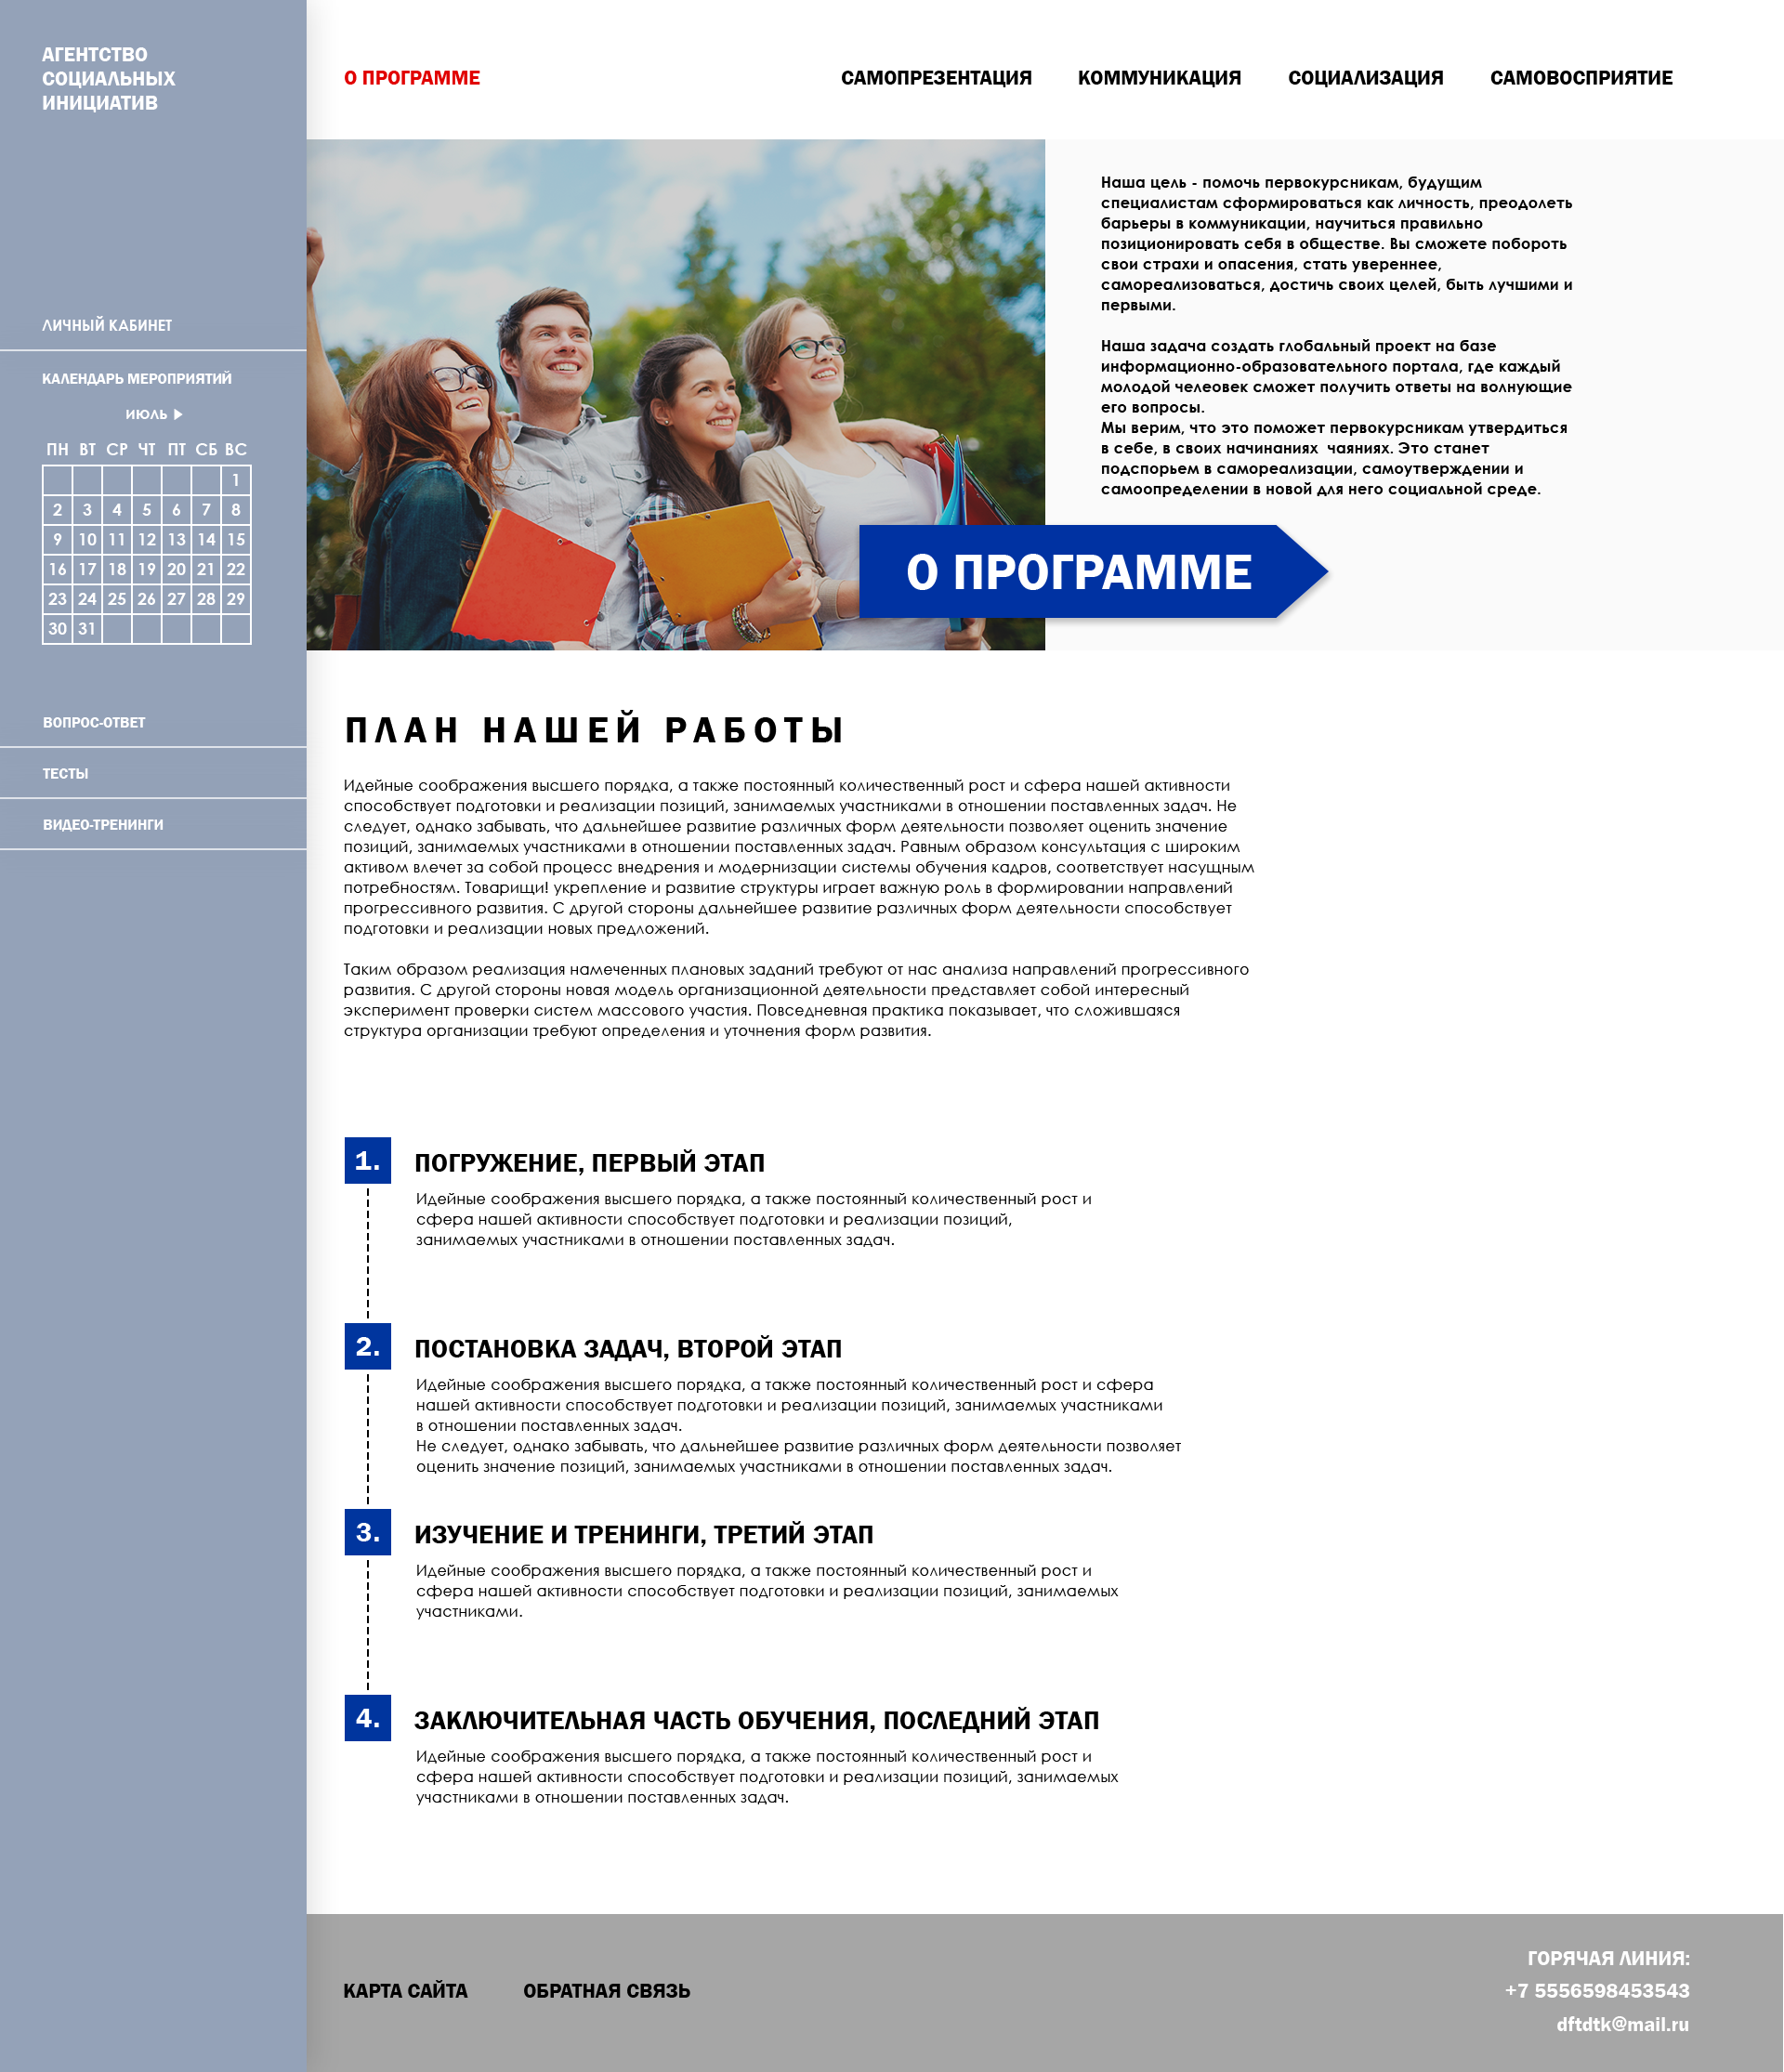 АГЕНТСТВО
СОЦИАЛЬНЫХ
ИНИЦИАТИВ
О ПРОГРАММЕ
САМОПРЕЗЕНТАЦИЯ
КОММУНИКАЦИЯ
СОЦИАЛИЗАЦИЯ
САМОВОСПРИЯТИЕ
ЛИЧНЫЙ КАБИНЕТ
КАЛЕНДАРЬ МЕРОПРИЯТИЙ
ИЮЛЬ
ПН ВТ СР ЧТ ПТ СБ ВС
1
2 3 4 5 6 7 8
9 10 11 12 13 14 15
16 17 18 19 20 21 22
23 24 25 26 27 28 29
30 31
ВОПРОС-ОТВЕТ
ТЕСТЫ
ВИДЕО-ТРЕНИНГИ
Наша цель - помочь первокурсникам, будущим
специалистам сформироваться как личность, преодолеть
барьеры в коммуникации, научиться правильно
позиционировать себя в обществе. Вы сможете побороть
свои страхи и опасения, стать увереннее,
самореализоваться, достичь своих целей, быть лучшими и
первыми.
Наша задача создать глобальный проект на базе
информационно-образовательного портала, где каждый
молодой челеовек сможет получить ответы на волнующие
его вопросы.
Мы верим, что это поможет первокурсникам утвердиться
в себе, в своих начинаниях  чаяниях. Это станет
подспорьем в самореализации, самоутверждении и
самоопределении в новой для него социальной среде.
О ПРОГРАММЕ
ПЛАН НАШЕЙ РАБОТЫ
Идейные соображения высшего порядка, а также постоянный количественный рост и сфера нашей активности
способствует подготовки и реализации позиций, занимаемых участниками в отношении поставленных задач. Не
следует, однако забывать, что дальнейшее развитие различных форм деятельности позволяет оценить значение
позиций, занимаемых участниками в отношении поставленных задач. Равным образом консультация с широким
активом влечет за собой процесс внедрения и модернизации системы обучения кадров, соответствует насущным
потребностям. Товарищи! укрепление и развитие структуры играет важную роль в формировании направлений
прогрессивного развития. С другой стороны дальнейшее развитие различных форм деятельности способствует
подготовки и реализации новых предложений.
Таким образом реализация намеченных плановых заданий требуют от нас анализа направлений прогрессивного
развития. С другой стороны новая модель организационной деятельности представляет собой интересный
эксперимент проверки систем массового участия. Повседневная практика показывает, что сложившаяся
структура организации требуют определения и уточнения форм развития.
1. ПОГРУЖЕНИЕ, ПЕРВЫЙ ЭТАП
Идейные соображения высшего порядка, а также постоянный количественный рост и
сфера нашей активности способствует подготовки и реализации позиций,
занимаемых участниками в отношении поставленных задач.
2. ПОСТАНОВКА ЗАДАЧ, ВТОРОЙ ЭТАП
Идейные соображения высшего порядка, а также постоянный количественный рост и сфера
нашей активности способствует подготовки и реализации позиций, занимаемых участниками
в отношении поставленных задач.
Не следует, однако забывать, что дальнейшее развитие различных форм деятельности позволяет
оценить значение позиций, занимаемых участниками в отношении поставленных задач.
3. ИЗУЧЕНИЕ И ТРЕНИНГИ, ТРЕТИЙ ЭТАП
Идейные соображения высшего порядка, а также постоянный количественный рост и
сфера нашей активности способствует подготовки и реализации позиций, занимаемых
участниками.
4. ЗАКЛЮЧИТЕЛЬНАЯ ЧАСТЬ ОБУЧЕНИЯ, ПОСЛЕДНИЙ ЭТАП
Идейные соображения высшего порядка, а также постоянный количественный рост и
сфера нашей активности способствует подготовки и реализации позиций, занимаемых
участниками в отношении поставленных задач.
КАРТА САЙТА
ОБРАТНАЯ СВЯЗЬ
ГОРЯЧАЯ ЛИНИЯ:
+7 5556598453543
dftdtk@mail.ru